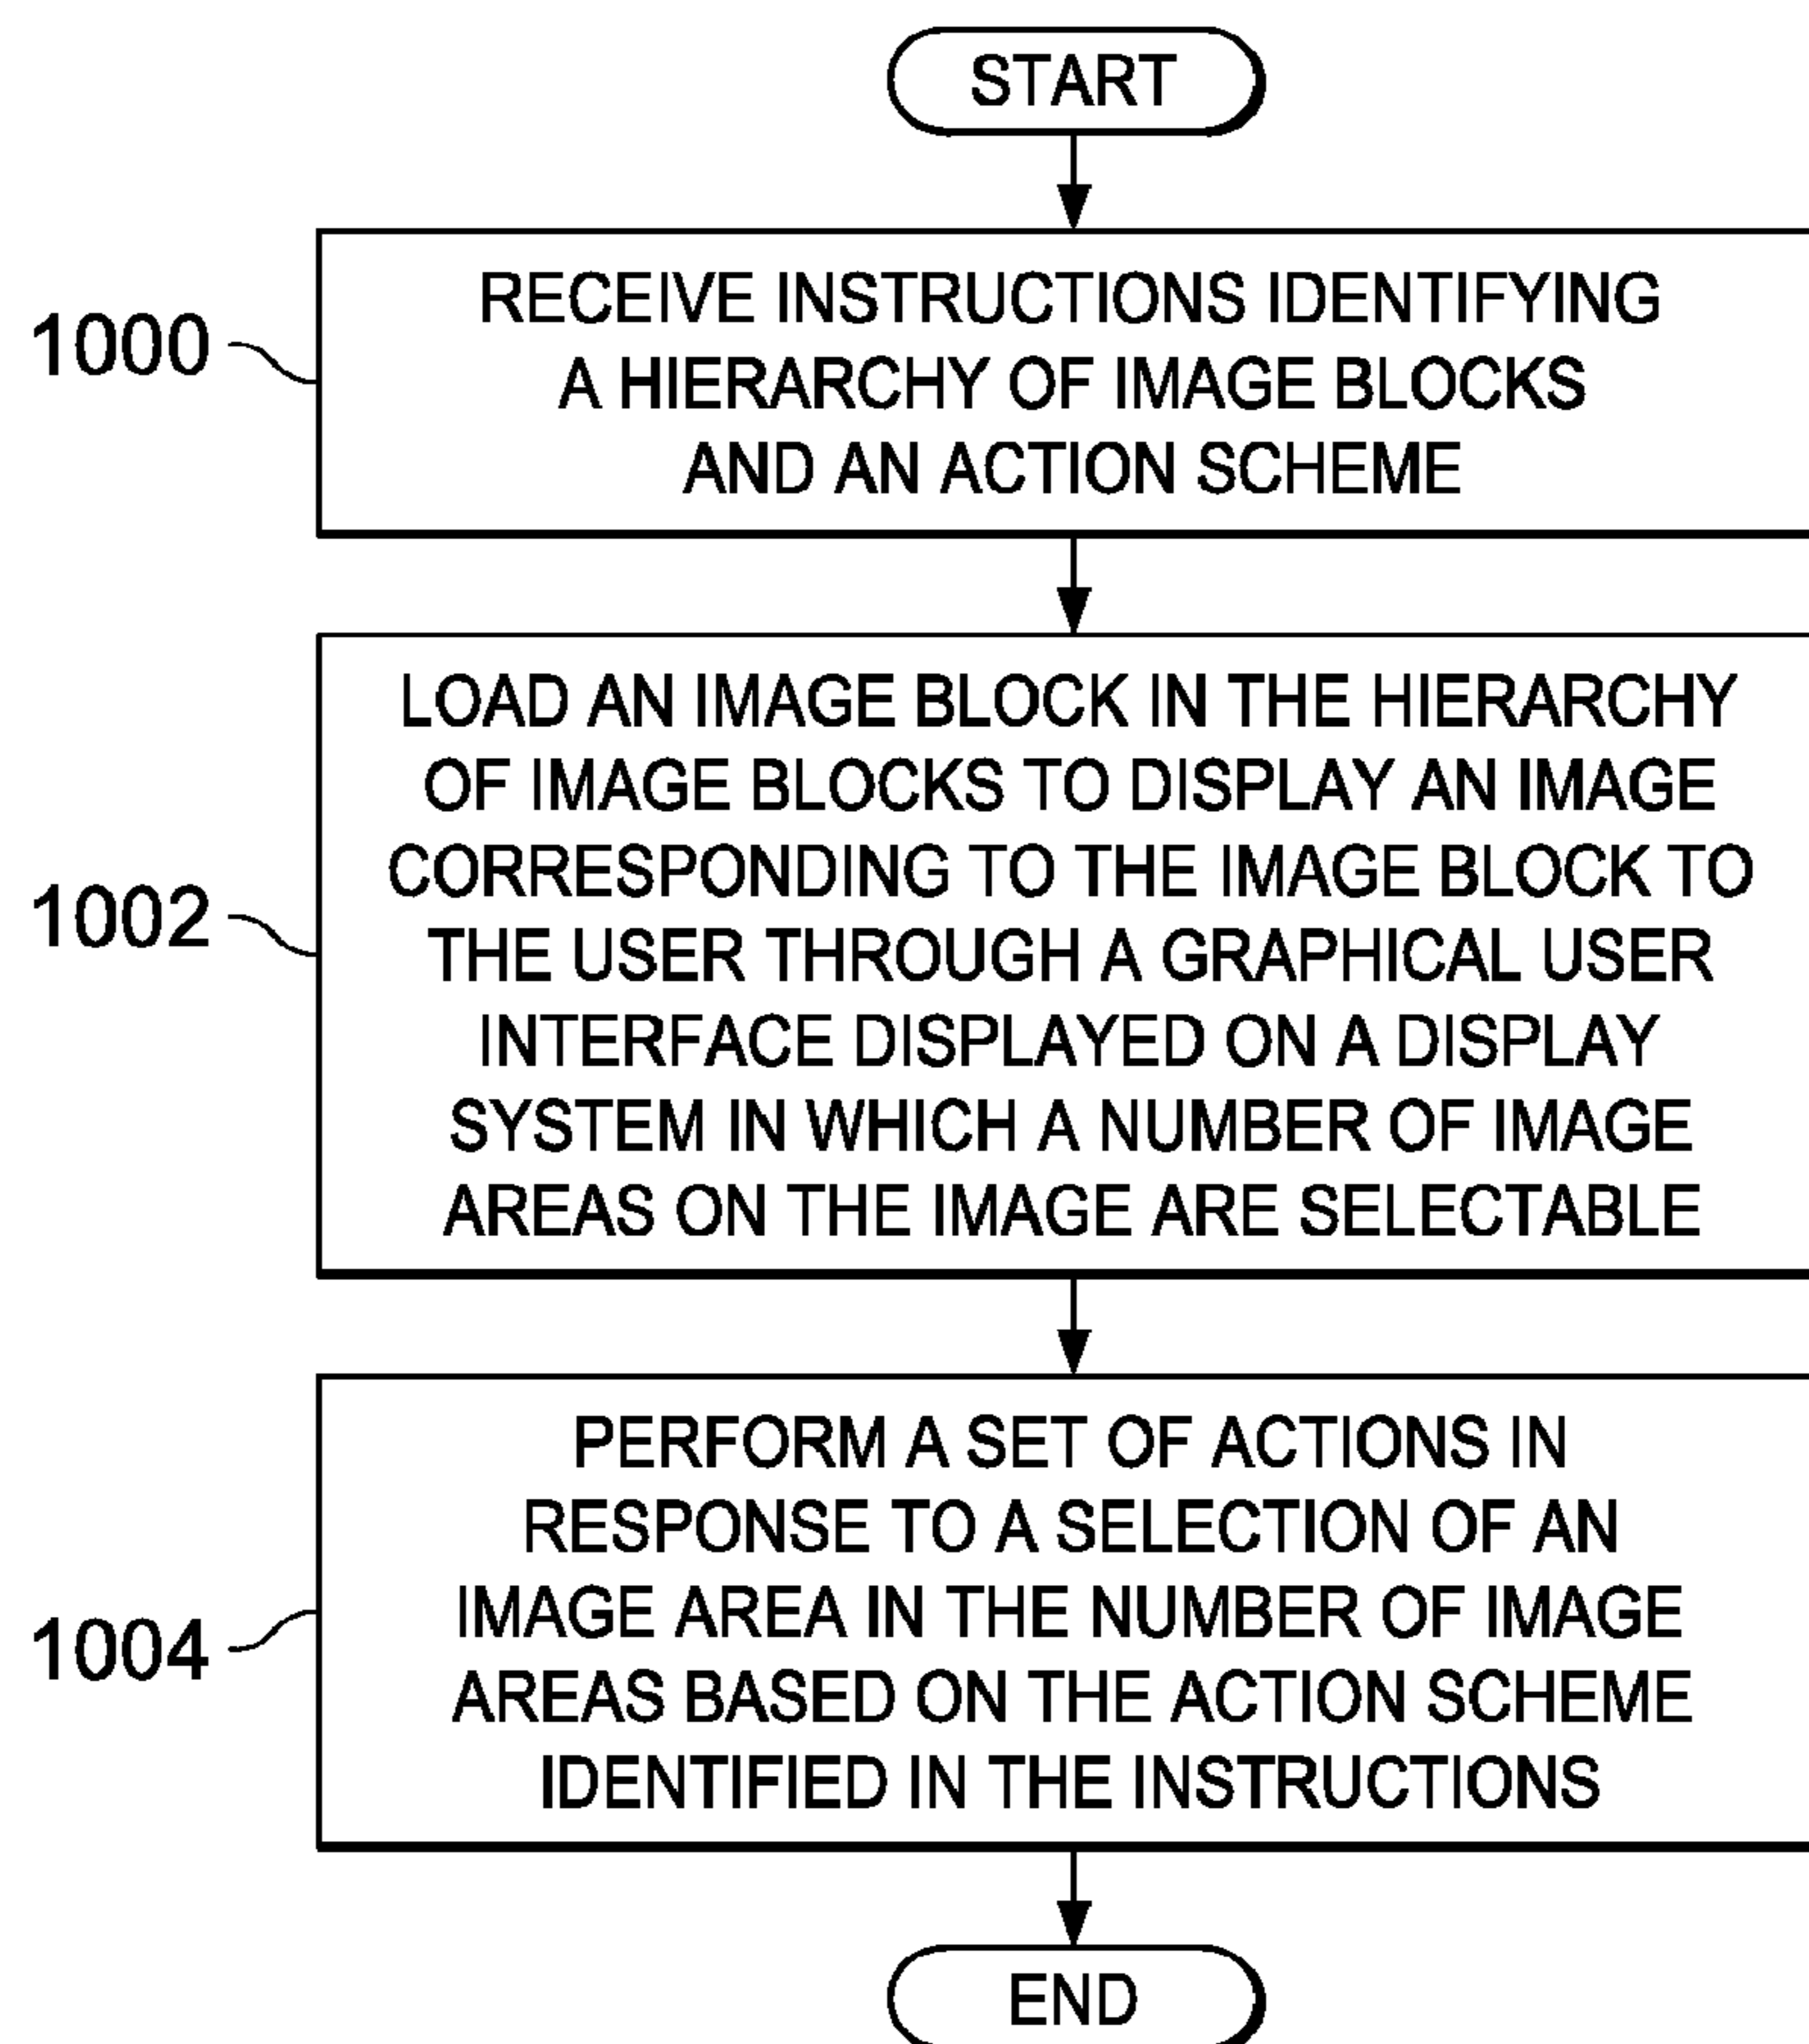 START
1000
RECEIVE INSTRUCTIONS IDENTIFYING
A HIERARCHY OF IMAGE BLOCKS
AND AN ACTION SCHEME
1002
LOAD AN IMAGE BLOCK IN THE HIERARCHY
OF IMAGE BLOCKS TO DISPLAY AN IMAGE
CORRESPONDING TO THE IMAGE BLOCK TO
THE USER THROUGH A GRAPHICAL USER
INTERFACE DISPLAYED ON A DISPLAY
SYSTEM IN WHICH A NUMBER OF IMAGE
AREAS ON THE IMAGE ARE SELECTABLE
1004
PERFORM A SET OF ACTIONS IN
RESPONSE TO A SELECTION OF AN
IMAGE AREA IN THE NUMBER OF IMAGE
AREAS BASED ON THE ACTION SCHEME
IDENTIFIED IN THE INSTRUCTIONS
END